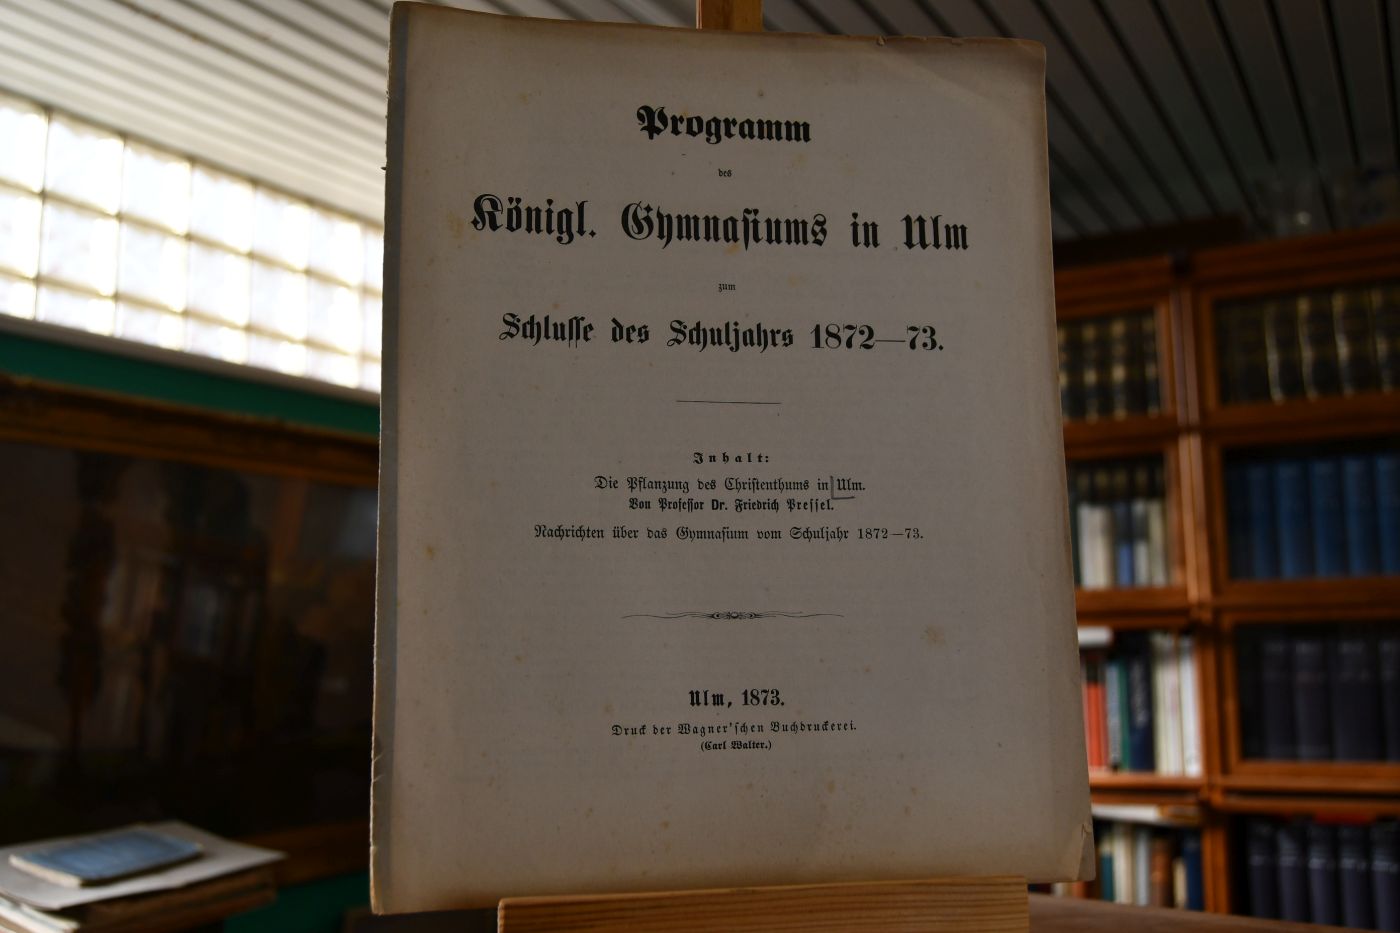 Programm
des
Königl. Gymnasiums in Ulm
zum
Schlusse des Schuljahrs 1872—73.
Inhalt:
Die Pflanzung des Christenthums in Ulm.
Von Professor Dr. Friedrich Pressel.
Nachrichten über das Gymnasium vom Schuljahr 1872—73.
Ulm, 1873.
Druck der Wagner'schen Buchdruckerei.
(Carl Walter.)